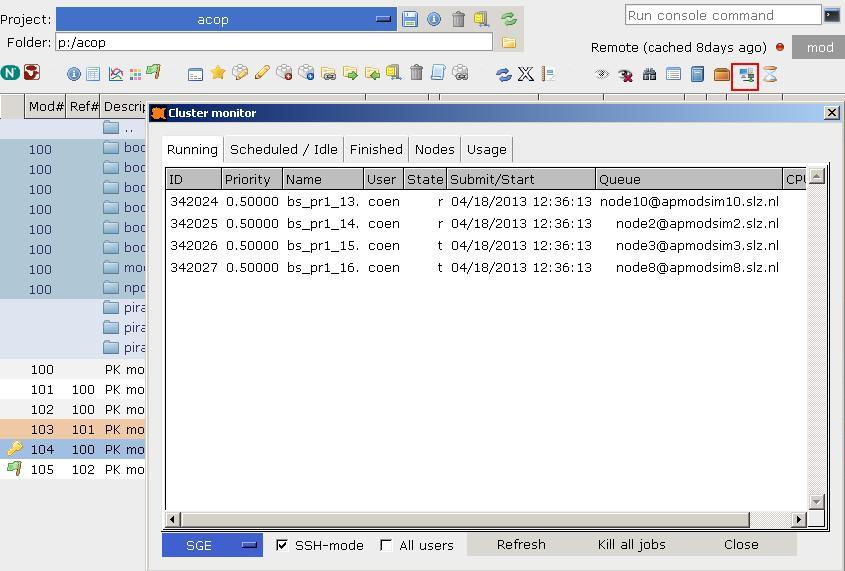 Project: acop
Run console command
Folder: p:/acop
Remote (cached 8days ago) mod
N
Mod# Ref# Descrip
Cluster monitor
..
100
100
100
100
100
100
100
100
Running Scheduled / Idle Finished Nodes Usage
ID Priority Name User State Submit/Start Queue CPU
342024 0.50000 bs_pr1_13. coen r 04/18/2013 12:36:13 node10@apmodsim10.slz.nl
342025 0.50000 bs_pr1_14. coen r 04/18/2013 12:36:13 node2@apmodsim2.slz.nl
342026 0.50000 bs_pr1_15. coen t 04/18/2013 12:36:13 node3@apmodsim3.slz.nl
342027 0.50000 bs_pr1_16. coen t 04/18/2013 12:36:13 node8@apmodsim8.slz.nl
mo
npo
pira
pira
pira
100 PK mo
101 100 PK mo
102 100 PK mo
103 101 PK mo
104 100 PK mo
105 102 PK mo
SGE SSH-mode All users Refresh Kill all jobs Close